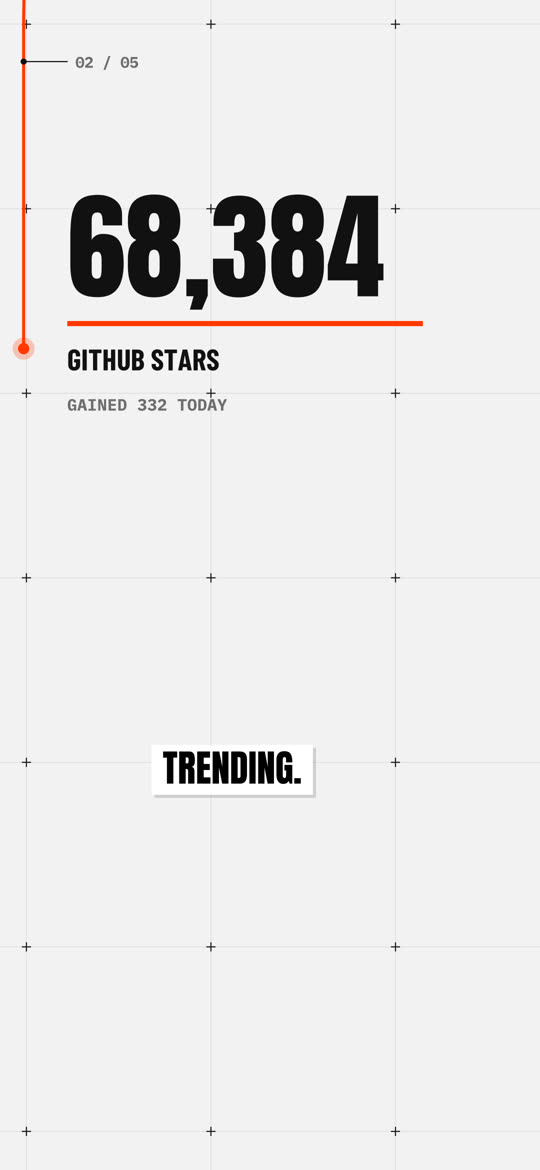 02 / 05
68,384
GITHUB STARS
GAINED 332 TODAY
TRENDING.